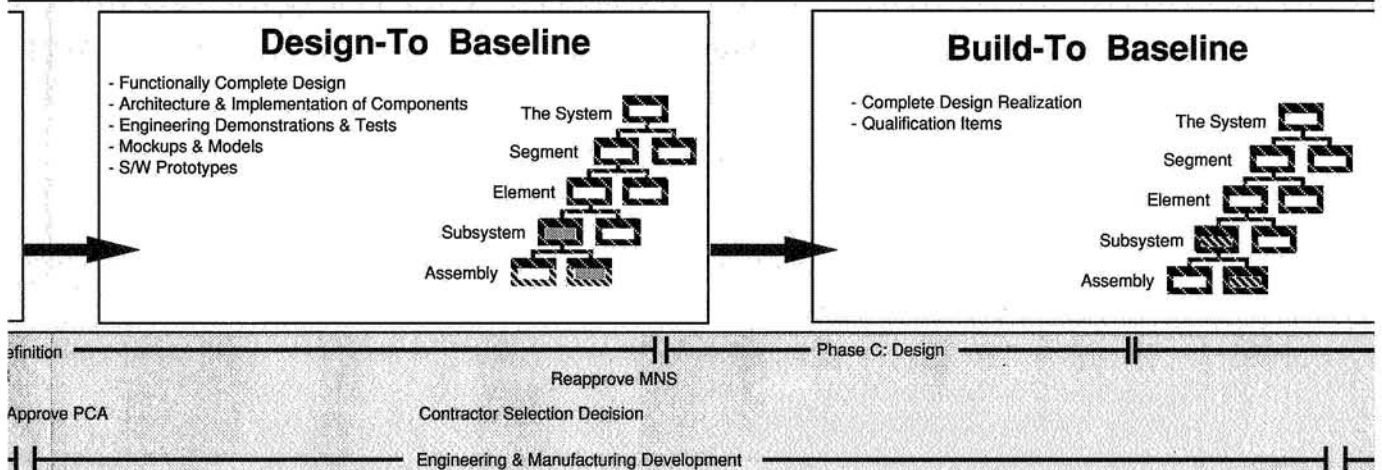 Design-To Baseline
- Functionally Complete Design
- Architecture & Implementation of Components
- Engineering Demonstrations & Tests
- Mockups & Models
- S/W Prototypes
The System
Segment
Element
Subsystem
Assembly
Build-To Baseline
- Complete Design Realization
- Qualification Items
The System
Segment
Element
Subsystem
Assembly
efinition
Phase C: Design
Reapprove MNS
Approve PCA
Contractor Selection Decision
Engineering & Manufacturing Development